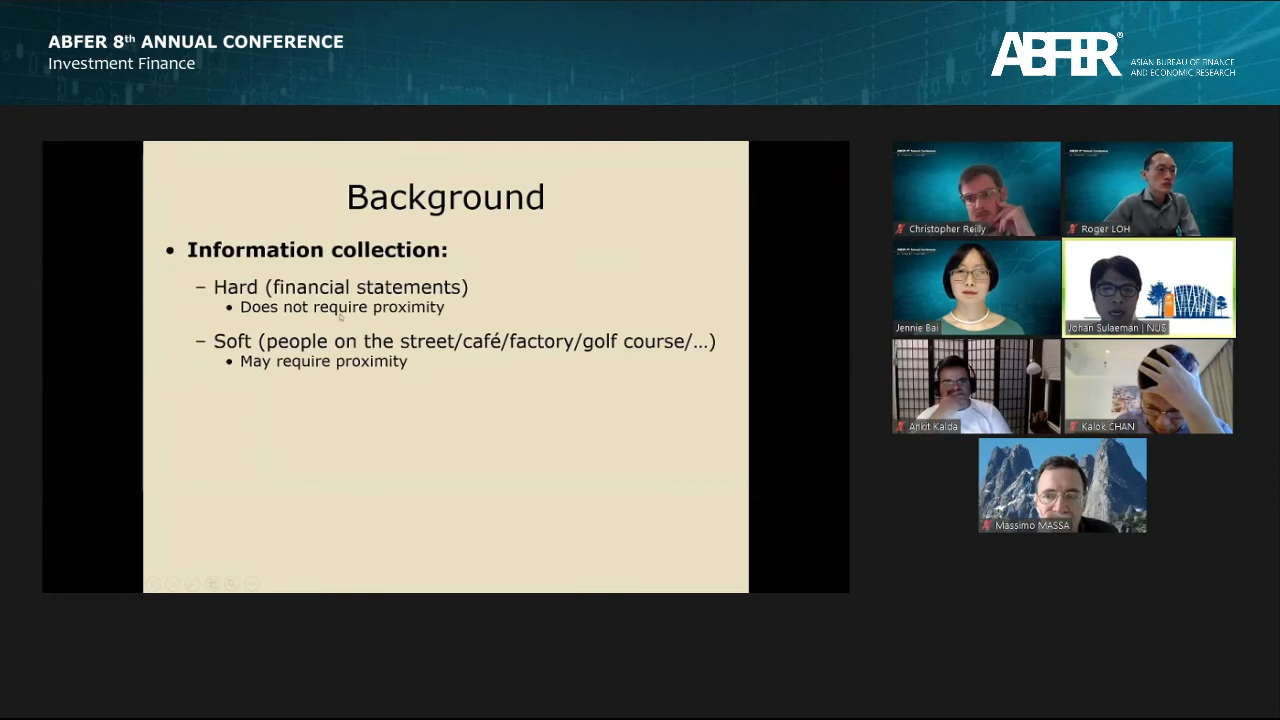 ABFER 8th ANNUAL CONFERENCE
Investment Finance
ABFER®
ASIAN BUREAU OF FINANCE
AND ECONOMIC RESEARCH
Background
• Information collection:
– Hard (financial statements)
• Does not require proximity
– Soft (people on the street/café/factory/golf course/…)
• May require proximity
Christopher Reilly
Roger LOH
Jennie Bai
Johan Sulaeman | NUS
Ankit Kalda
Kalok CHAN
Massimo MASSA